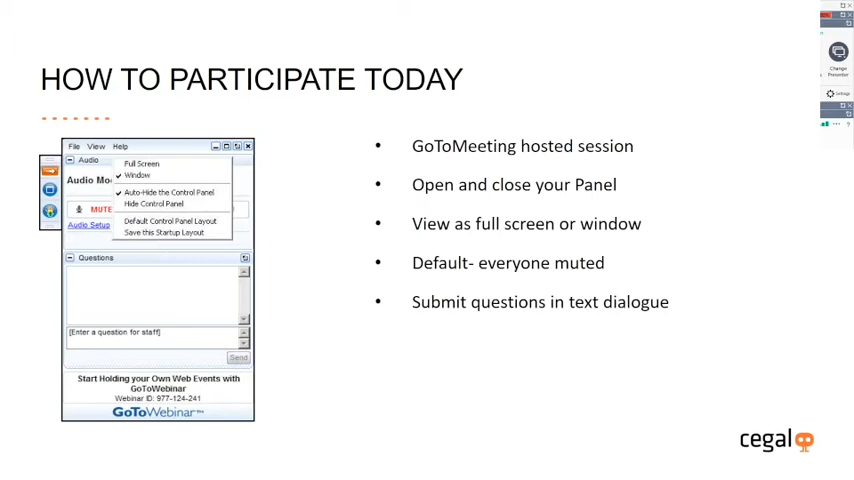 HOW TO PARTICIPATE TODAY
File View Help
Audio
Full Screen
Window
Audio Mo
Auto-Hide the Control Panel
Hide Control Panel
MUTE
Default Control Panel Layout
Audio Setup
Save this Startup Layout
Questions
[Enter a question for staff]
Send
Start Holding your Own Web Events with
GoToWebinar
Webinar ID: 977-124-241
GoToWebinar
• GoToMeeting hosted session
• Open and close your Panel
• View as full screen or window
• Default- everyone muted
• Submit questions in text dialogue
Change
Presenter
Settings
cegal